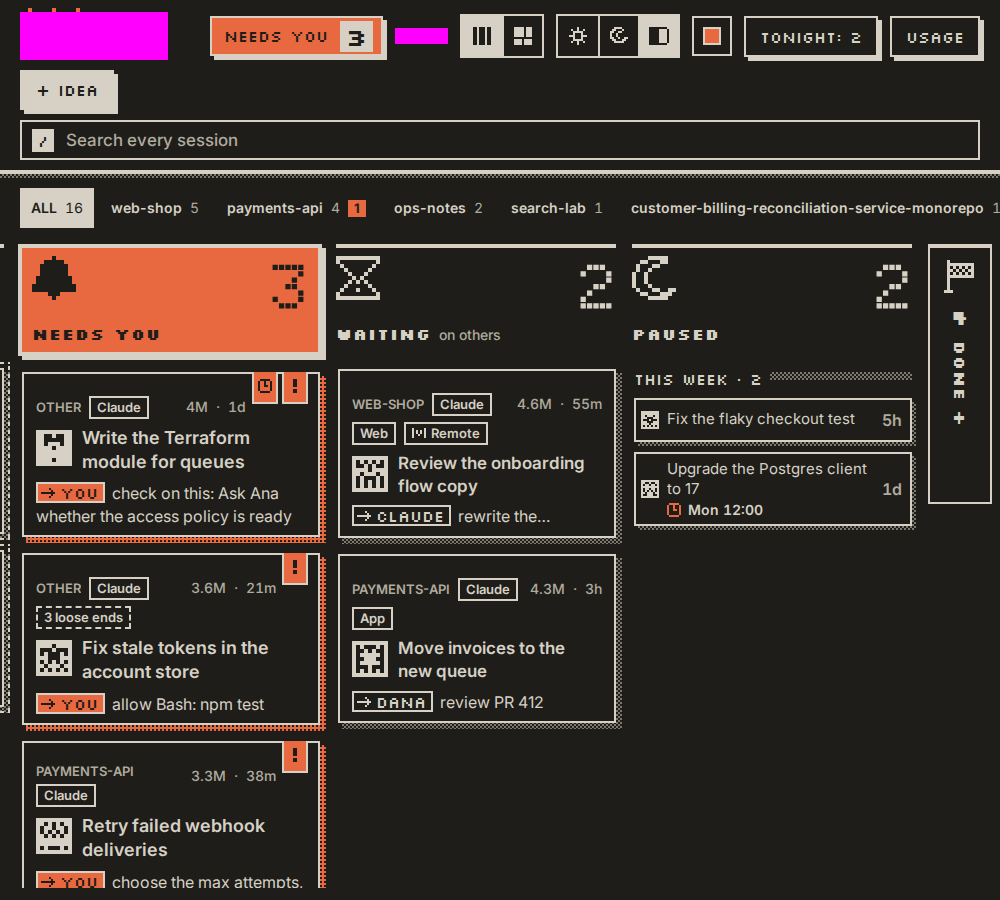 NEEDS YOU 3
TONIGHT: 2
USAGE
+ IDEA
/ Search every session
ALL 16
web-shop 5
payments-api 4 1
ops-notes 2
search-lab 1
customer-billing-reconciliation-service-monorepo 1
3
NEEDS YOU
OTHER Claude 4M · 1d !
Write the Terraform
module for queues
→ YOU check on this: Ask Ana
whether the access policy is ready
OTHER Claude 3.6M · 21m !
3 loose ends
Fix stale tokens in the
account store
→ YOU allow Bash: npm test
PAYMENTS-API 3.3M · 38m !
Claude
Retry failed webhook
deliveries
→ YOU choose the max attempts.
2
WAITING on others
WEB-SHOP Claude 4.6M · 55m
Web Remote
Review the onboarding
flow copy
→ CLAUDE rewrite the…
PAYMENTS-API Claude 4.3M · 3h
App
Move invoices to the
new queue
→ DANA review PR 412
2
PAUSED
THIS WEEK · 2
Fix the flaky checkout test 5h
Upgrade the Postgres client
to 17 1d
Mon 12:00
4 DONE +